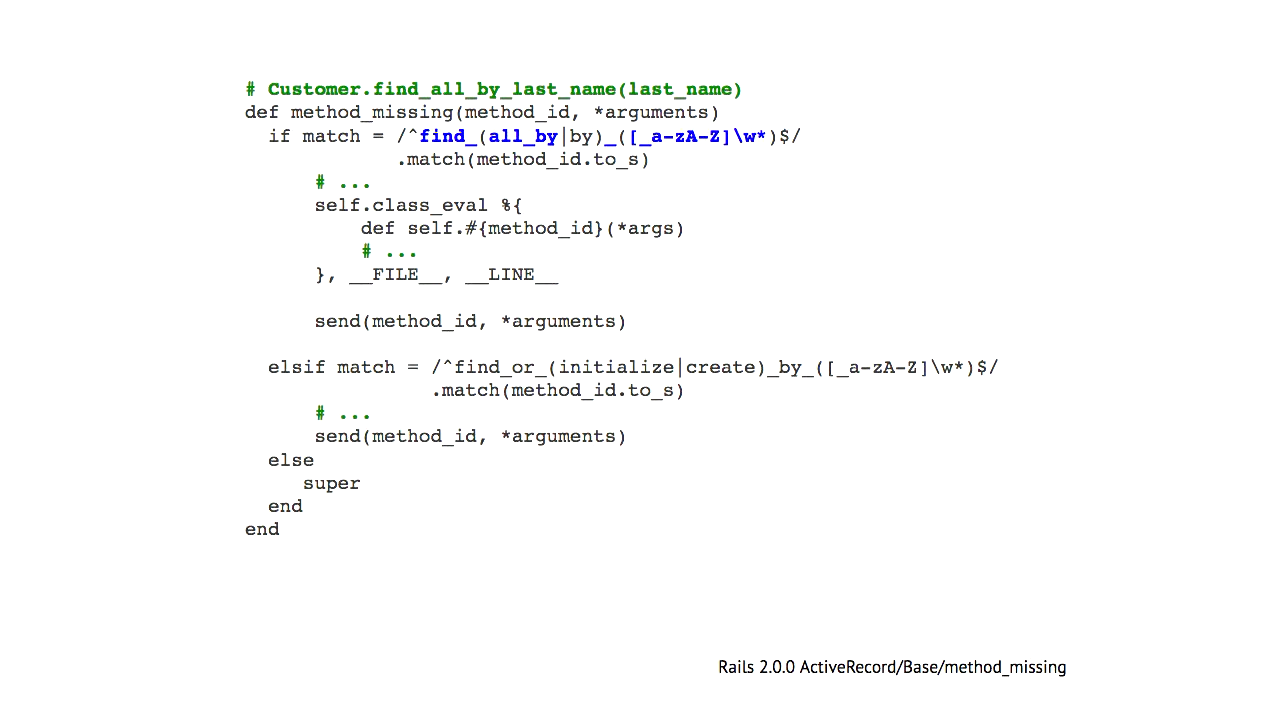 # Customer.find_all_by_last_name(last_name)
def method_missing(method_id, *arguments)
  if match = /^find_(all_by|by)_([_a-zA-Z]\w*)$/
             .match(method_id.to_s)
      # ...
      self.class_eval %{
          def self.#{method_id}(*args)
          # ...
      }, __FILE__, __LINE__
      send(method_id, *arguments)
  elsif match = /^find_or_(initialize|create)_by_([_a-zA-Z]\w*)$/
                .match(method_id.to_s)
      # ...
      send(method_id, *arguments)
  else
     super
  end
end
Rails 2.0.0 ActiveRecord/Base/method_missing